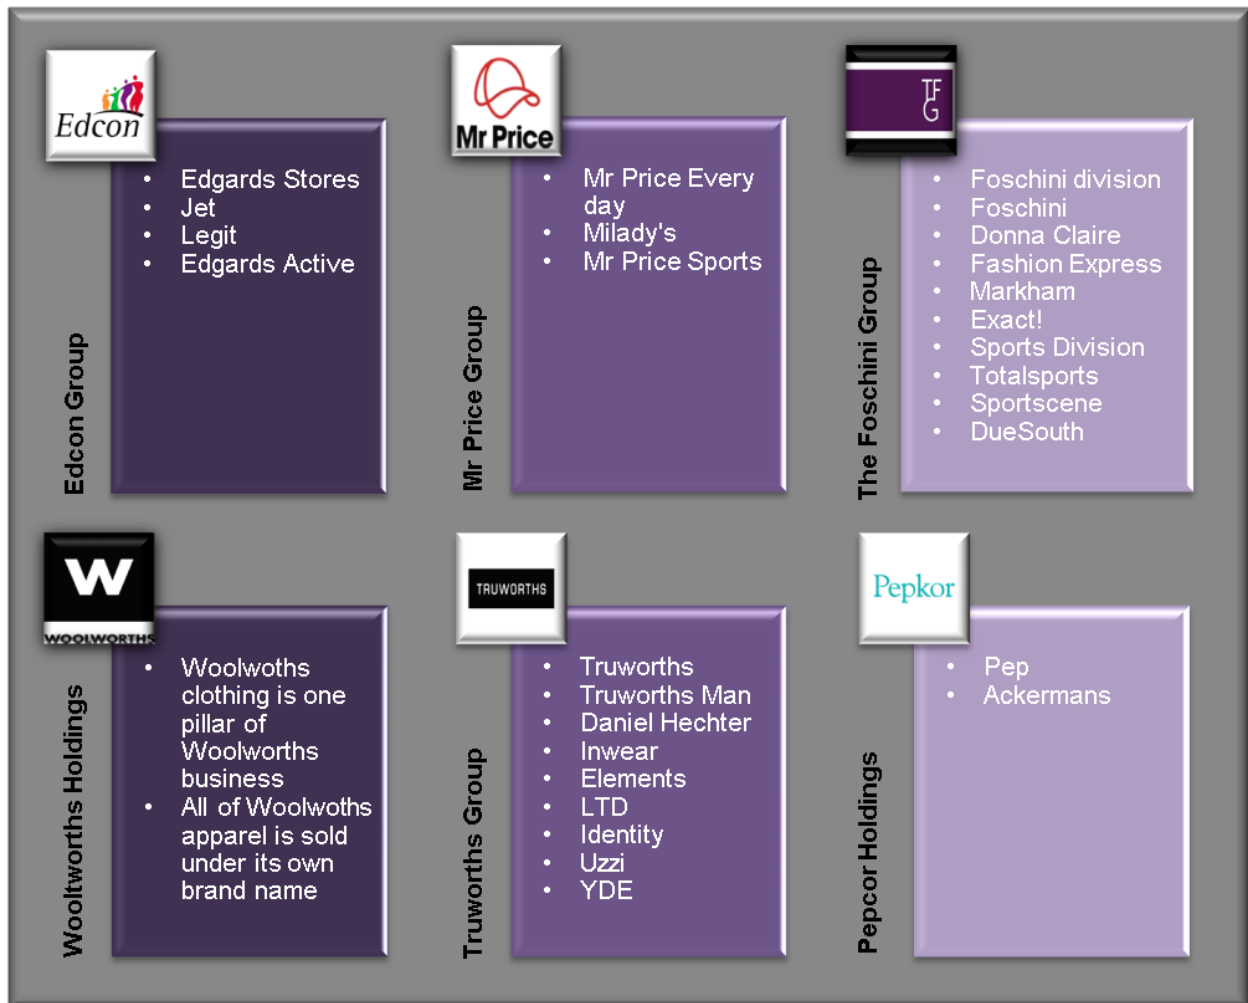 Edcon
Edcon Group
• Edgards Stores
• Jet
• Legit
• Edgards Active
Mr Price
Mr Price Group
• Mr Price Every
day
• Milady's
• Mr Price Sports
TF
G
The Foschini Group
• Foschini division
• Foschini
• Donna Claire
• Fashion Express
• Markham
• Exact!
• Sports Division
• Totalsports
• Sportscene
• DueSouth
W
WOOLWORTHS
Wooltworths Holdings
• Woolwoths
clothing is one
pillar of
Woolworths
business
• All of Woolwoths
apparel is sold
under its own
brand name
TRUWORTHS
Truworths Group
• Truworths
• Truworths Man
• Daniel Hechter
• Inwear
• Elements
• LTD
• Identity
• Uzzi
• YDE
Pepkor
Pepcor Holdings
• Pep
• Ackermans